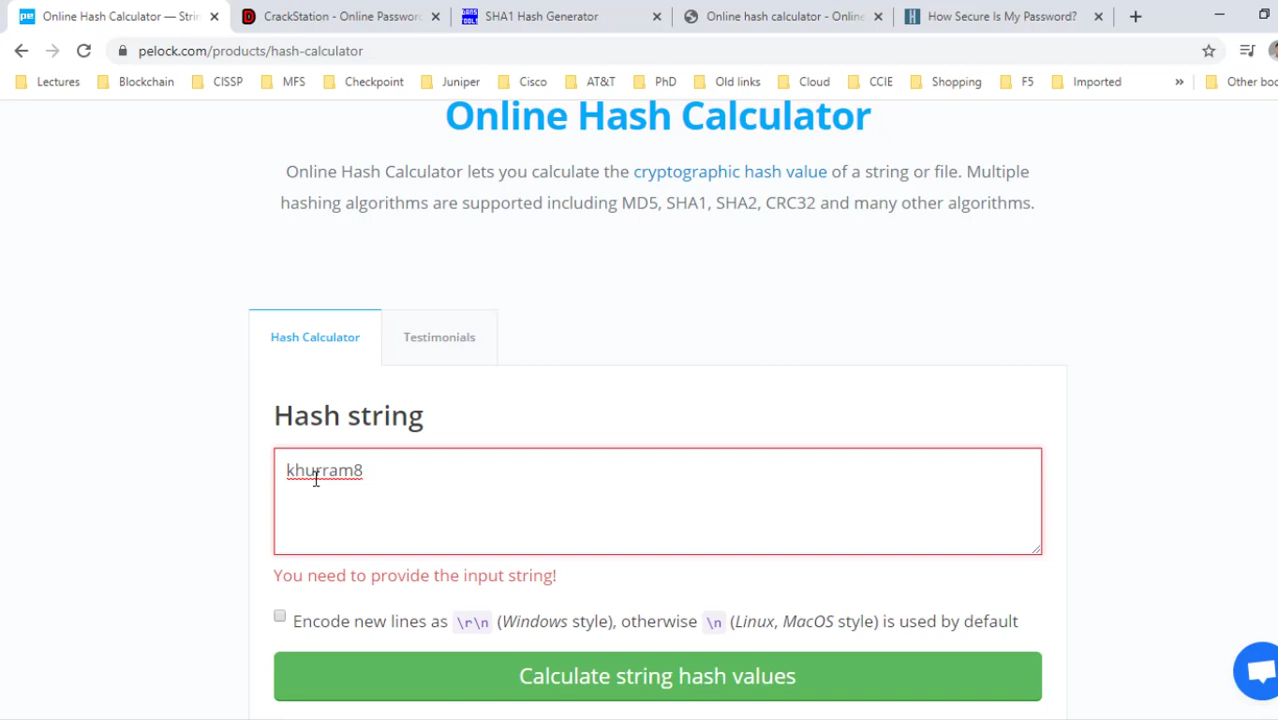 Online Hash Calculator — Strin
CrackStation - Online Password
SHA1 Hash Generator
Online hash calculator - Online
How Secure Is My Password?
pelock.com/products/hash-calculator
Lectures Blockchain CISSP MFS Checkpoint Juniper Cisco AT&T PhD Old links Cloud CCIE Shopping F5 Imported » Other boo
Online Hash Calculator
Online Hash Calculator lets you calculate the cryptographic hash value of a string or file. Multiple
hashing algorithms are supported including MD5, SHA1, SHA2, CRC32 and many other algorithms.
Hash Calculator Testimonials
Hash string
khurram8
You need to provide the input string!
Encode new lines as \r\n (Windows style), otherwise \n (Linux, MacOS style) is used by default
Calculate string hash values